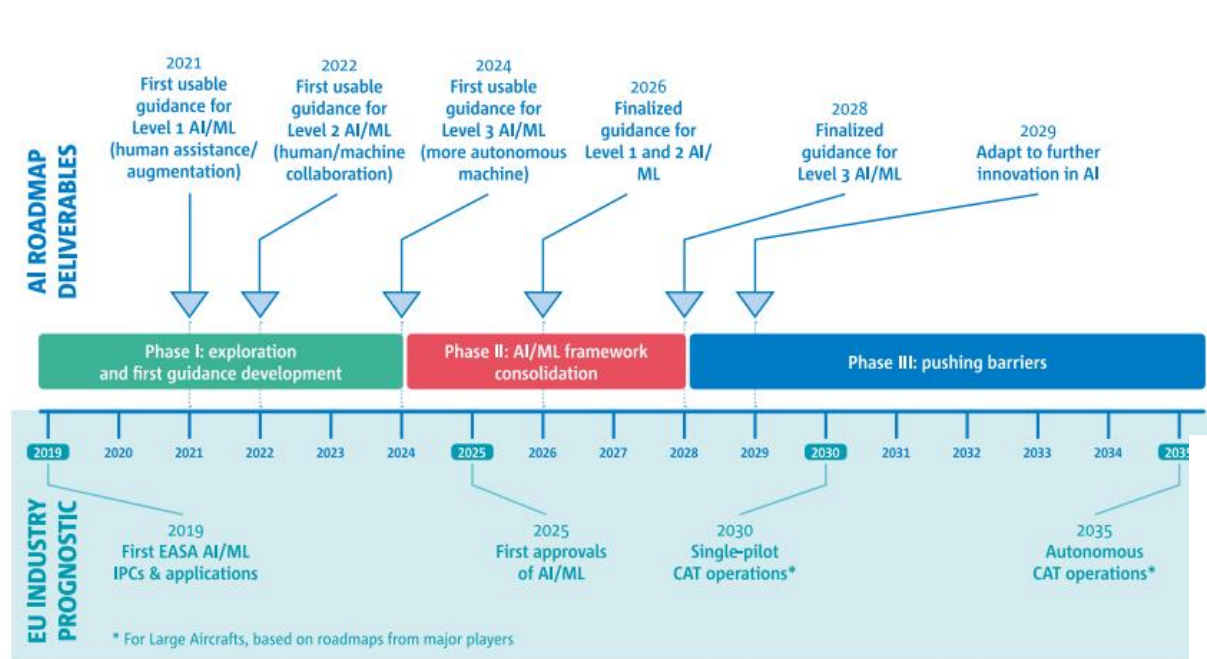 AI ROADMAP
DELIVERABLES
2021
First usable
guidance for
Level 1 AI/ML
(human assistance/
augmentation)
2022
First usable
guidance for
Level 2 AI/ML
(human/machine
collaboration)
2024
First usable
guidance for
Level 3 AI/ML
(more autonomous
machine)
2026
Finalized
guidance for
Level 1 and 2 AI/
ML
2028
Finalized
guidance for
Level 3 AI/ML
2029
Adapt to further
innovation in AI
Phase I: exploration
and first guidance development
Phase II: AI/ML framework
consolidation
Phase III: pushing barriers
2019 2020 2021 2022 2023 2024 2025 2026 2027 2028 2029 2030 2031 2032 2033 2034 2035
EU INDUSTRY
PROGNOSTIC
2019
First EASA AI/ML
IPCs & applications
2025
First approvals
of AI/ML
2030
Single-pilot
CAT operations*
2035
Autonomous
CAT operations*
* For Large Aircrafts, based on roadmaps from major players